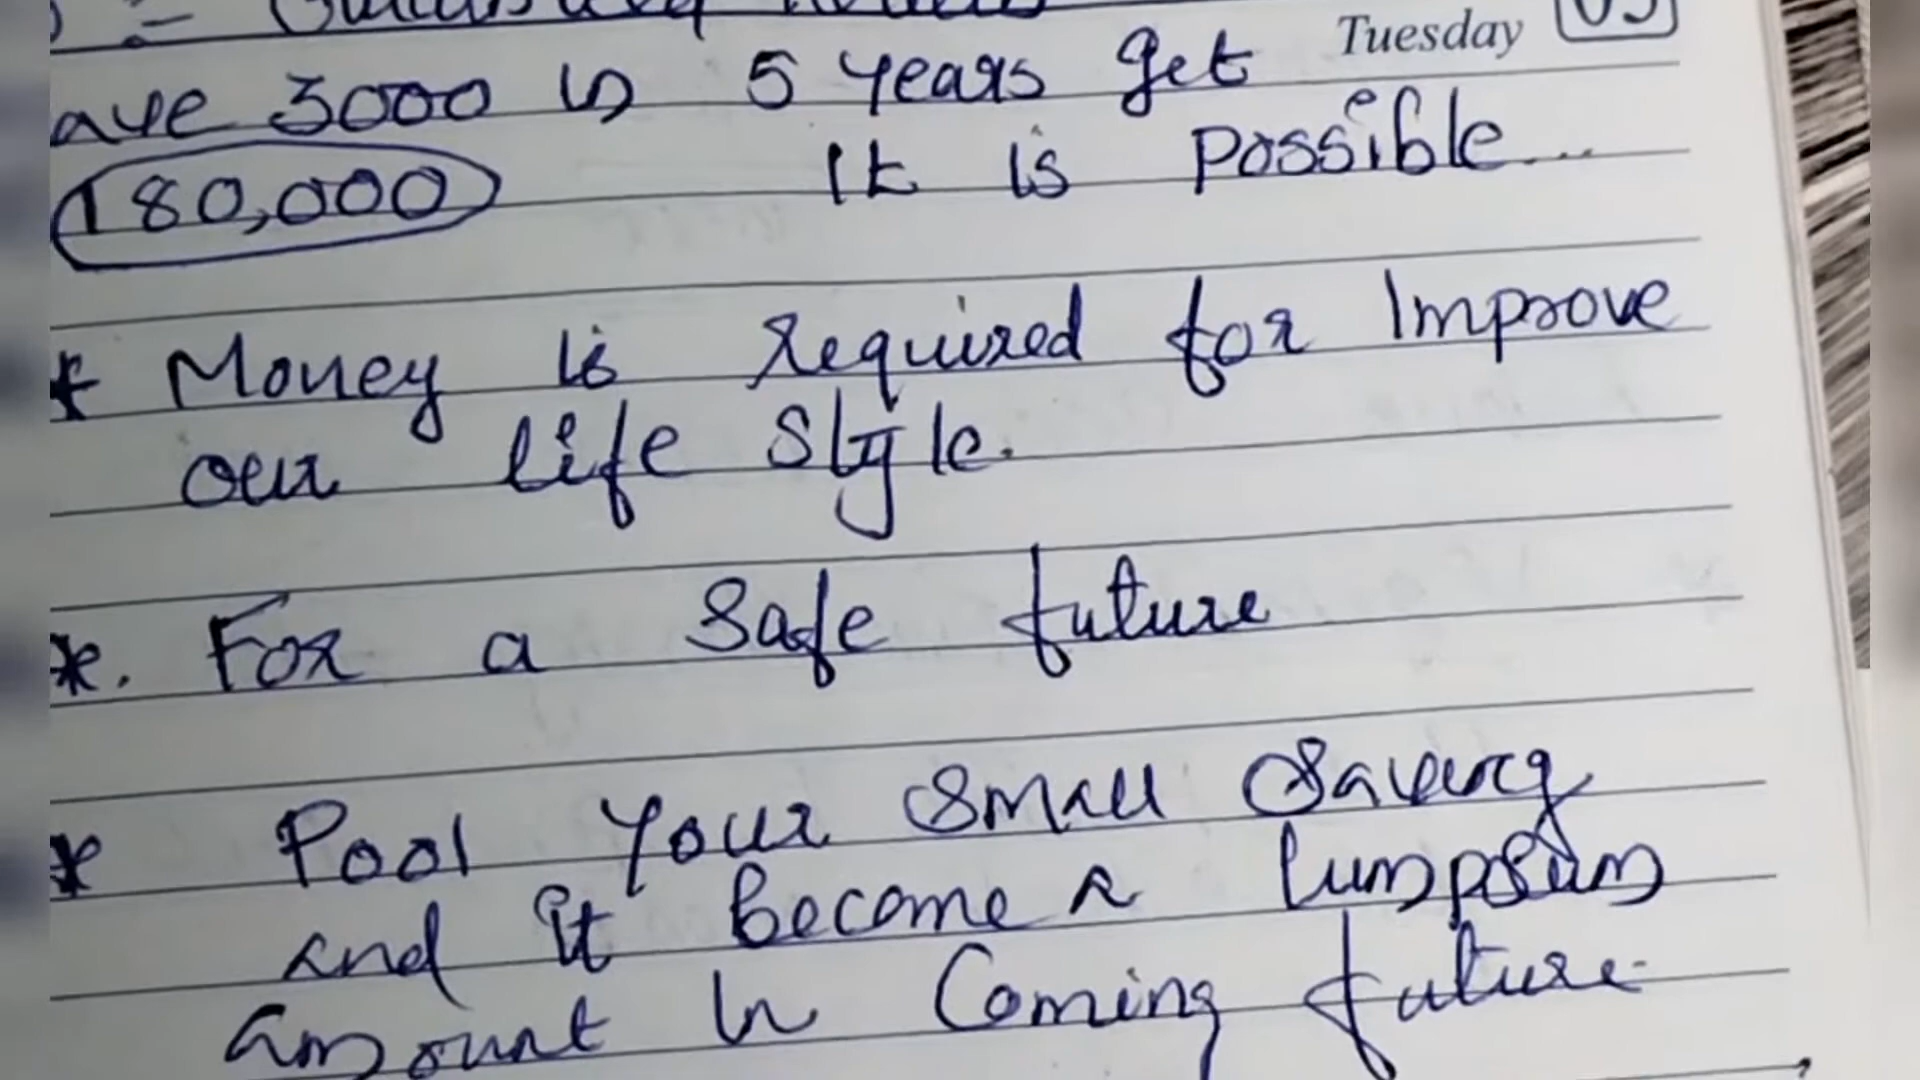 Tuesday
ave 3000 in 5 years get
180,000 It is Possible...
* Money is required for Improve
our life Style.
*. For a Safe future
* Pool Your Small Saving
and it Become a lumpsum
amount In Coming future.